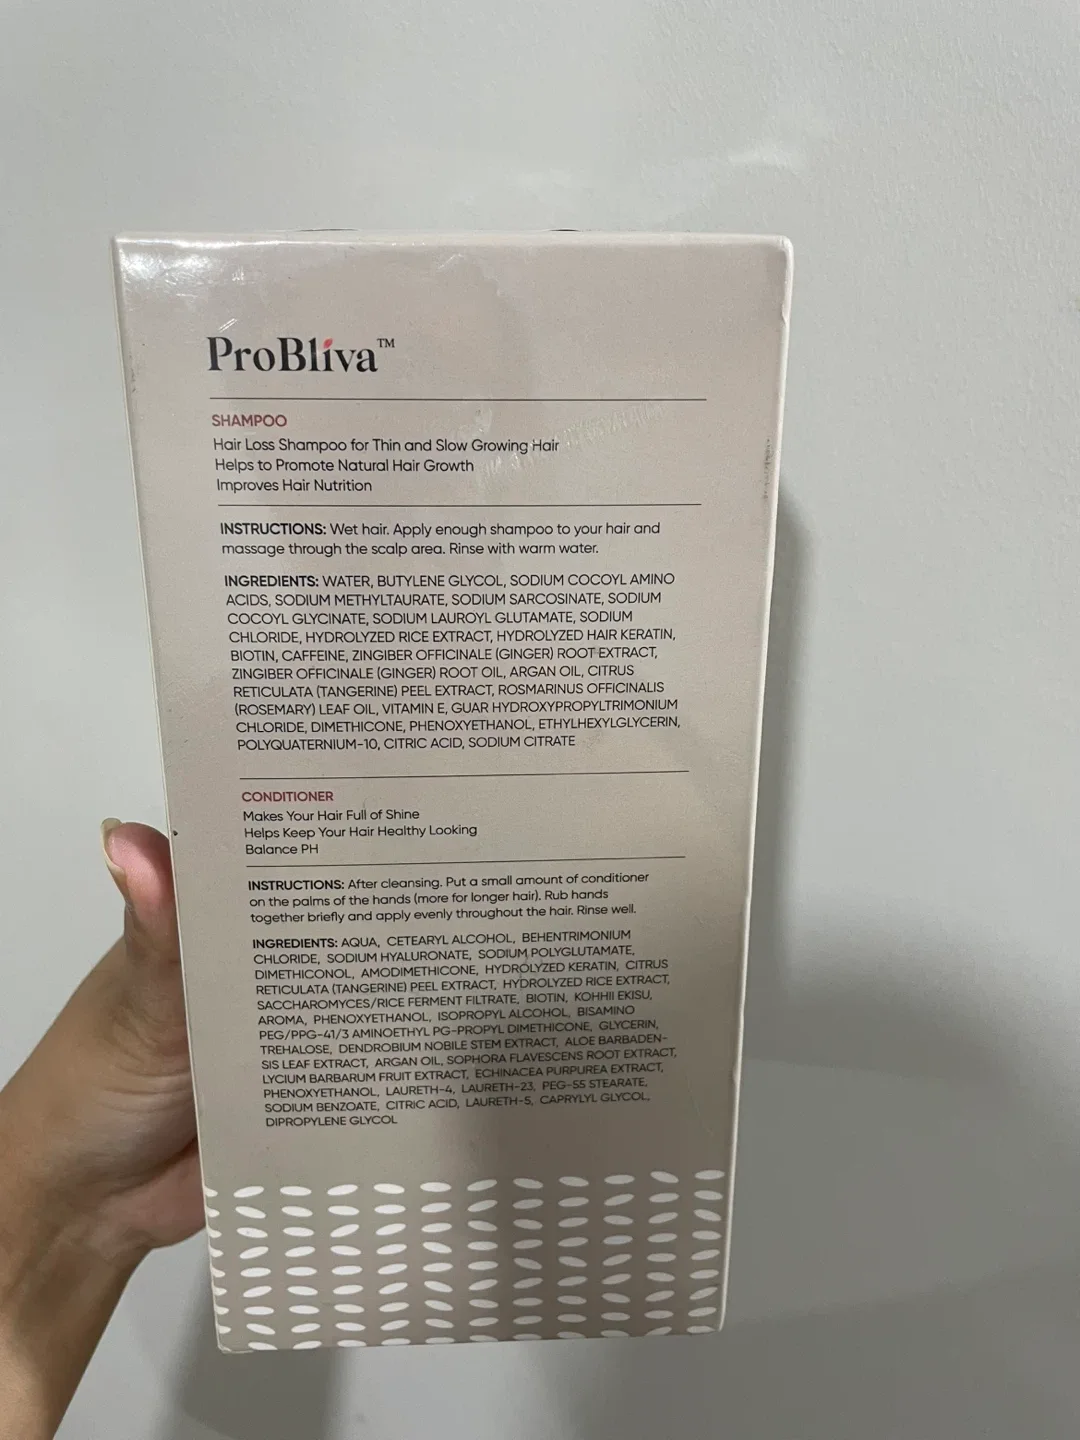 ProBliva™
SHAMPOO
Hair Loss Shampoo for Thin and Slow Growing Hair
Helps to Promote Natural Hair Growth
Improves Hair Nutrition
INSTRUCTIONS: Wet hair. Apply enough shampoo to your hair and
massage through the scalp area. Rinse with warm water.
INGREDIENTS: WATER, BUTYLENE GLYCOL, SODIUM COCOYL AMINO
ACIDS, SODIUM METHYLTAURATE, SODIUM SARCOSINATE, SODIUM
COCOYL GLYCINATE, SODIUM LAUROYL GLUTAMATE, SODIUM
CHLORIDE, HYDROLYZED RICE EXTRACT, HYDROLYZED HAIR KERATIN,
BIOTIN, CAFFEINE, ZINGIBER OFFICINALE (GINGER) ROOT EXTRACT,
ZINGIBER OFFICINALE (GINGER) ROOT OIL, ARGAN OIL, CITRUS
RETICULATA (TANGERINE) PEEL EXTRACT, ROSMARINUS OFFICINALIS
(ROSEMARY) LEAF OIL, VITAMIN E, GUAR HYDROXYPROPYLTRIMONIUM
CHLORIDE, DIMETHICONE, PHENOXYETHANOL, ETHYLHEXYLGLYCERIN,
POLYQUATERNIUM-10, CITRIC ACID, SODIUM CITRATE
CONDITIONER
Makes Your Hair Full of Shine
Helps Keep Your Hair Healthy Looking
Balance PH
INSTRUCTIONS: After cleansing. Put a small amount of conditioner
on the palms of the hands (more for longer hair). Rub hands
together briefly and apply evenly throughout the hair. Rinse well.
INGREDIENTS: AQUA, CETEARYL ALCOHOL, BEHENTRIMONIUM
CHLORIDE, SODIUM HYALURONATE, SODIUM POLYGLUTAMATE,
DIMETHICONOL, AMODIMETHICONE, HYDROLYZED KERATIN, CITRUS
RETICULATA (TANGERINE) PEEL EXTRACT, HYDROLYZED RICE EXTRACT,
SACCHAROMYCES/RICE FERMENT FILTRATE, BIOTIN, KOHHII EKISU,
AROMA, PHENOXYETHANOL, ISOPROPYL ALCOHOL, BISAMINO
PEG/PPG-41/3 AMINOETHYL PG-PROPYL DIMETHICONE, GLYCERIN,
TREHALOSE, DENDROBIUM NOBILE STEM EXTRACT, ALOE BARBADEN-
SIS LEAF EXTRACT, ARGAN OIL, SOPHORA FLAVESCENS ROOT EXTRACT,
LYCIUM BARBARUM FRUIT EXTRACT, ECHINACEA PURPUREA EXTRACT,
PHENOXYETHANOL, LAURETH-4, LAURETH-23, PEG-55 STEARATE,
SODIUM BENZOATE, CITRIC ACID, LAURETH-5, CAPRYLYL GLYCOL,
DIPROPYLENE GLYCOL